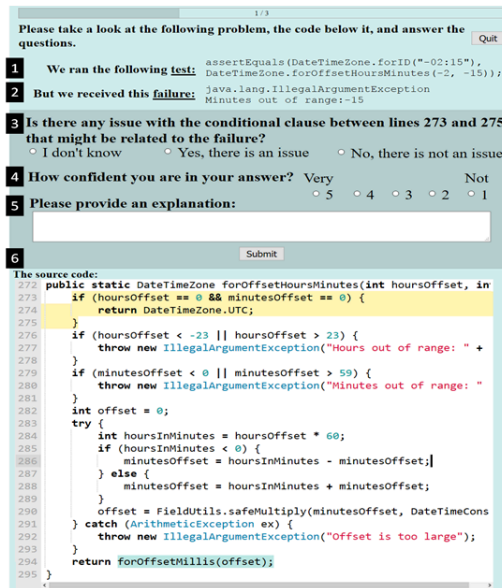 1 / 3
Please take a look at the following problem, the code below it, and answer the
questions.
Quit
1 We ran the following test: assertEquals(DateTimeZone.forID("-02:15"),
DateTimeZone.forOffsetHoursMinutes(-2, -15));
2 But we received this failure: java.lang.IllegalArgumentException
Minutes out of range:-15
3 Is there any issue with the conditional clause between lines 273 and 275
that might be related to the failure?
I don't know Yes, there is an issue No, there is not an issue
4 How confident you are in your answer? Very Not
5 4 3 2 1
5 Please provide an explanation:
Submit
6
The source code:
272 public static DateTimeZone forOffsetHoursMinutes(int hoursOffset, in
273 if (hoursOffset == 0 && minutesOffset == 0) {
274 return DateTimeZone.UTC;
275 }
276 if (hoursOffset < -23 || hoursOffset > 23) {
277 throw new IllegalArgumentException("Hours out of range: " +
278 }
279 if (minutesOffset < 0 || minutesOffset > 59) {
280 throw new IllegalArgumentException("Minutes out of range: "
281 }
282 int offset = 0;
283 try {
284 int hoursInMinutes = hoursOffset * 60;
285 if (hoursInMinutes < 0) {
286 minutesOffset = hoursInMinutes - minutesOffset;
287 } else {
288 minutesOffset = hoursInMinutes + minutesOffset;
289 }
290 offset = FieldUtils.safeMultiply(minutesOffset, DateTimeCons
291 } catch (ArithmeticException ex) {
292 throw new IllegalArgumentException("Offset is too large");
293 }
294 return forOffsetMillis(offset);
295 }